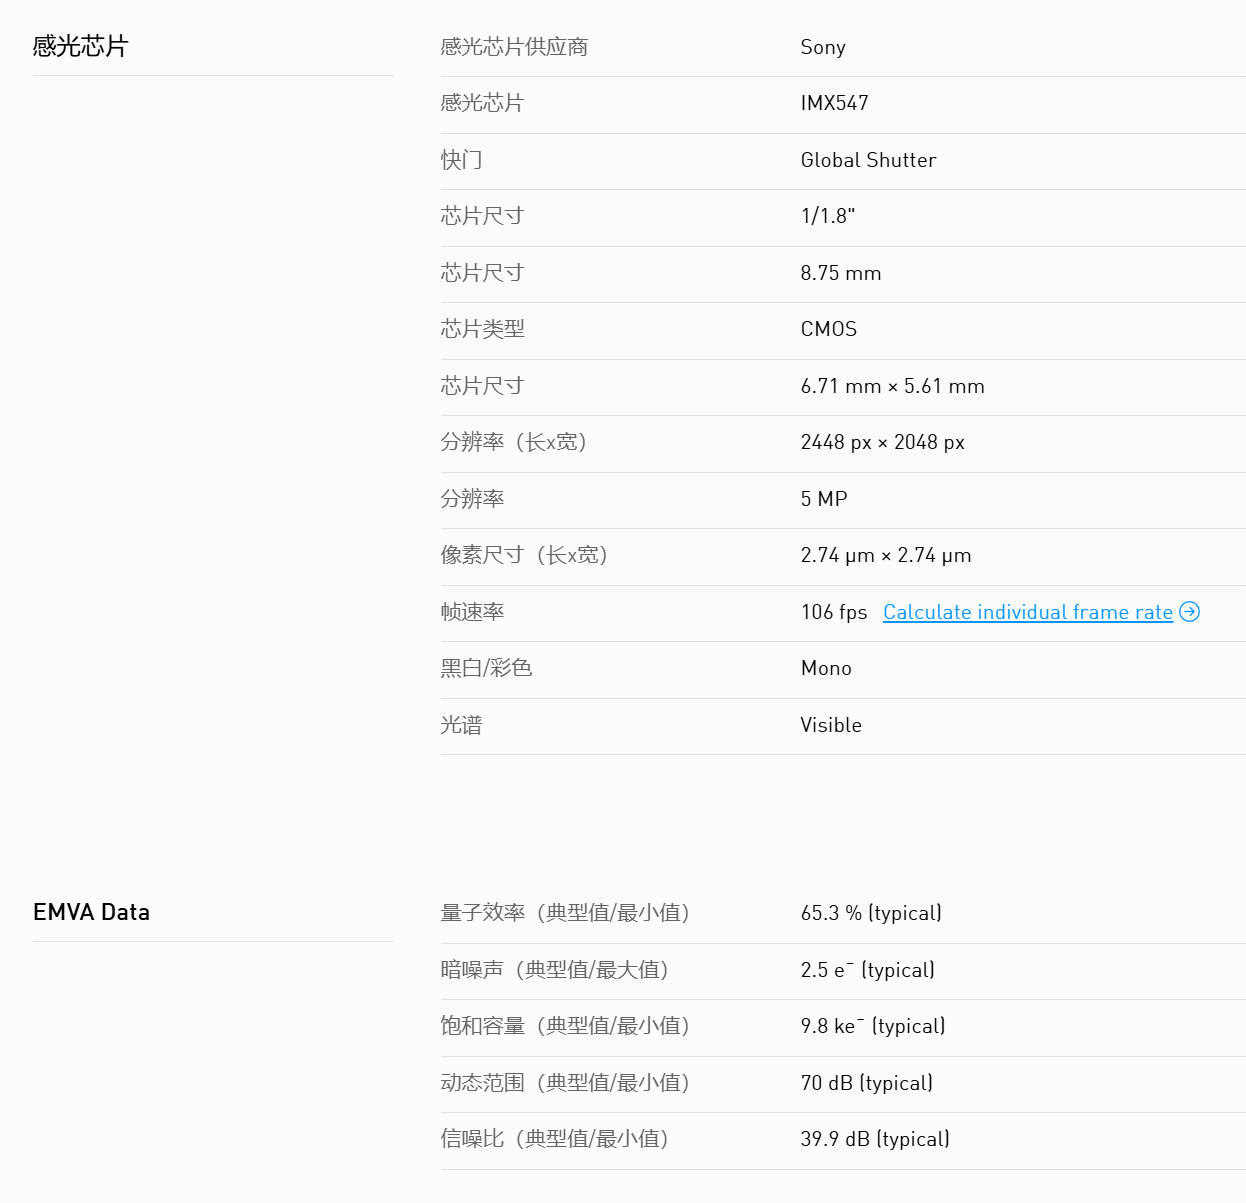 感光芯片
感光芯片供应商 Sony
感光芯片 IMX547
快门 Global Shutter
芯片尺寸 1/1.8"
芯片尺寸 8.75 mm
芯片类型 CMOS
芯片尺寸 6.71 mm × 5.61 mm
分辨率（长x宽） 2448 px × 2048 px
分辨率 5 MP
像素尺寸（长x宽） 2.74 µm × 2.74 µm
帧速率 106 fps Calculate individual frame rate
黑白/彩色 Mono
光谱 Visible
EMVA Data
量子效率（典型值/最小值） 65.3 % (typical)
暗噪声（典型值/最大值） 2.5 e⁻ (typical)
饱和容量（典型值/最小值） 9.8 ke⁻ (typical)
动态范围（典型值/最小值） 70 dB (typical)
信噪比（典型值/最小值） 39.9 dB (typical)